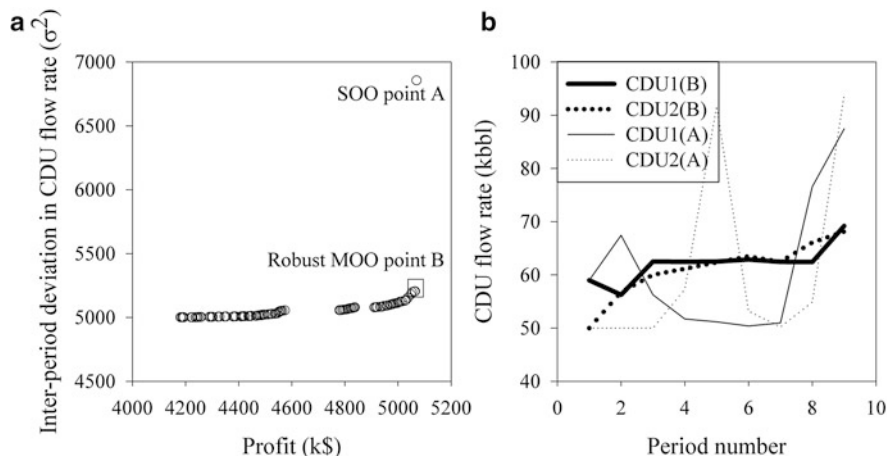 a
Inter-period deviation in CDU flow rate (σ²)
7000
6500
6000
5500
5000
4500
SOO point A
Robust MOO point B
4000 4200 4400 4600 4800 5000 5200
Profit (k$)
b
CDU flow rate (kbbl)
100
90
80
70
60
50
40
CDU1(B)
CDU2(B)
CDU1(A)
CDU2(A)
0 2 4 6 8 10
Period number